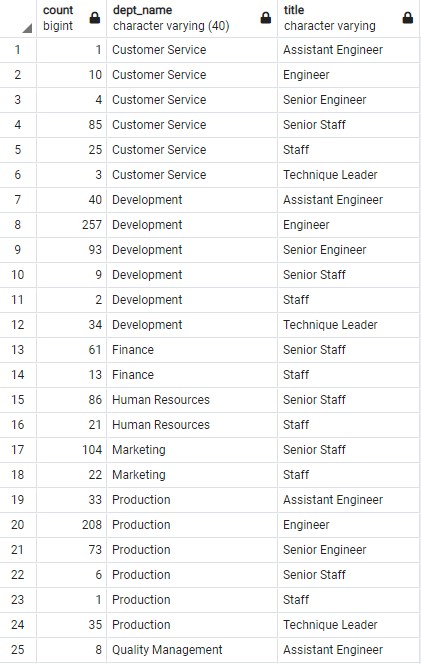 count dept_name title
bigint character varying (40) character varying
1 1 Customer Service Assistant Engineer
2 10 Customer Service Engineer
3 4 Customer Service Senior Engineer
4 85 Customer Service Senior Staff
5 25 Customer Service Staff
6 3 Customer Service Technique Leader
7 40 Development Assistant Engineer
8 257 Development Engineer
9 93 Development Senior Engineer
10 9 Development Senior Staff
11 2 Development Staff
12 34 Development Technique Leader
13 61 Finance Senior Staff
14 13 Finance Staff
15 86 Human Resources Senior Staff
16 21 Human Resources Staff
17 104 Marketing Senior Staff
18 22 Marketing Staff
19 33 Production Assistant Engineer
20 208 Production Engineer
21 73 Production Senior Engineer
22 6 Production Senior Staff
23 1 Production Staff
24 35 Production Technique Leader
25 8 Quality Management Assistant Engineer